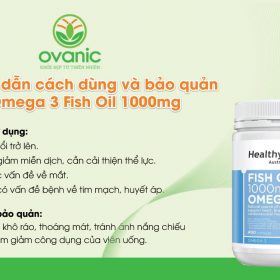 ovanic
KHỎE ĐẸP TỪ THIÊN NHIÊN
dẫn cách dùng và bảo quản
Omega 3 Fish Oil 1000mg
dụng:
ổi trở lên.
giảm miễn dịch, cần cải thiện thể lực.
vấn đề về mắt.
có vấn đề bệnh về tim mạch, huyết áp.
bảo quản:
khô ráo, thoáng mát, tránh ánh nắng chiếu
m giảm công dụng của viên uống.
Healthy
Austr
FISH O
1000m
OMEG